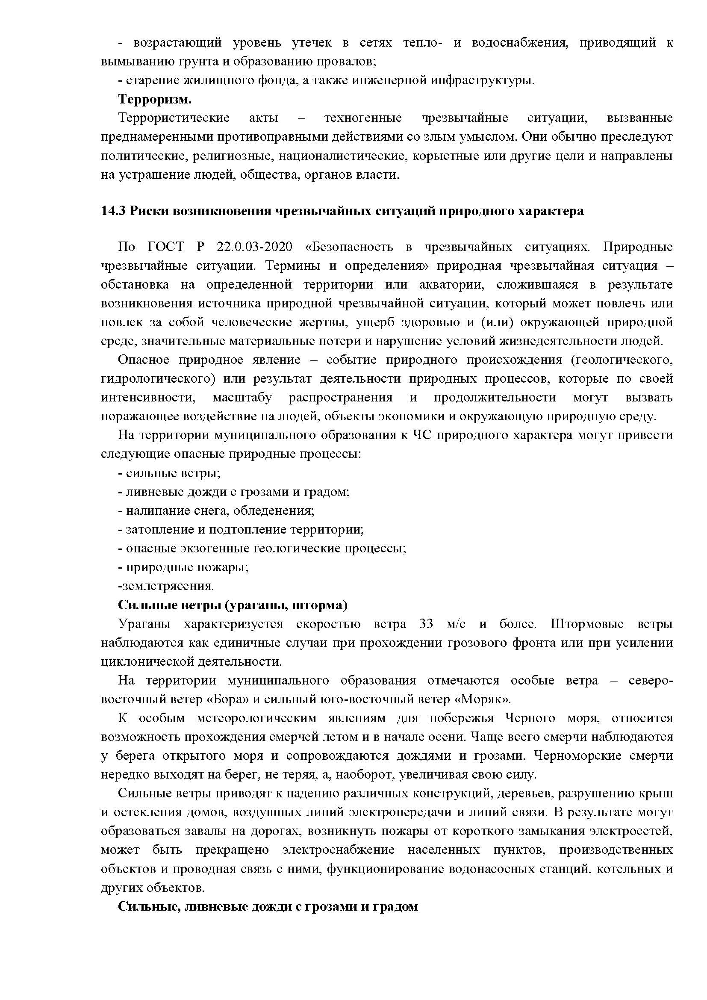 - возрастающий уровень утечек в сетях тепло- и водоснабжения, приводящий к
вымыванию грунта и образованию провалов;
- старение жилищного фонда, а также инженерной инфраструктуры.
Терроризм.
Террористические акты – техногенные чрезвычайные ситуации, вызванные
преднамеренными противоправными действиями со злым умыслом. Они обычно преследуют
политические, религиозные, националистические, корыстные или другие цели и направлены
на устрашение людей, общества, органов власти.
14.3 Риски возникновения чрезвычайных ситуаций природного характера
По ГОСТ Р 22.0.03-2020 «Безопасность в чрезвычайных ситуациях. Природные
чрезвычайные ситуации. Термины и определения» природная чрезвычайная ситуация –
обстановка на определенной территории или акватории, сложившаяся в результате
возникновения источника природной чрезвычайной ситуации, который может повлечь или
повлек за собой человеческие жертвы, ущерб здоровью и (или) окружающей природной
среде, значительные материальные потери и нарушение условий жизнедеятельности людей.
Опасное природное явление – событие природного происхождения (геологического,
гидрологического) или результат деятельности природных процессов, которые по своей
интенсивности, масштабу распространения и продолжительности могут вызвать
поражающее воздействие на людей, объекты экономики и окружающую природную среду.
На территории муниципального образования к ЧС природного характера могут привести
следующие опасные природные процессы:
- сильные ветры;
- ливневые дожди с грозами и градом;
- налипание снега, обледенения;
- затопление и подтопление территории;
- опасные экзогенные геологические процессы;
- природные пожары;
-землетрясения.
Сильные ветры (ураганы, шторма)
Ураганы характеризуется скоростью ветра 33 м/с и более. Штормовые ветры
наблюдаются как единичные случаи при прохождении грозового фронта или при усилении
циклонической деятельности.
На территории муниципального образования отмечаются особые ветра – северо-
восточный ветер «Бора» и сильный юго-восточный ветер «Моряк».
К особым метеорологическим явлениям для побережья Черного моря, относится
возможность прохождения смерчей летом и в начале осени. Чаще всего смерчи наблюдаются
у берега открытого моря и сопровождаются дождями и грозами. Черноморские смерчи
нередко выходят на берег, не теряя, а, наоборот, увеличивая свою силу.
Сильные ветры приводят к падению различных конструкций, деревьев, разрушению крыш
и остекления домов, воздушных линий электропередачи и линий связи. В результате могут
образоваться завалы на дорогах, возникнуть пожары от короткого замыкания электросетей,
может быть прекращено электроснабжение населенных пунктов, производственных
объектов и проводная связь с ними, функционирование водонасосных станций, котельных и
других объектов.
Сильные, ливневые дожди с грозами и градом